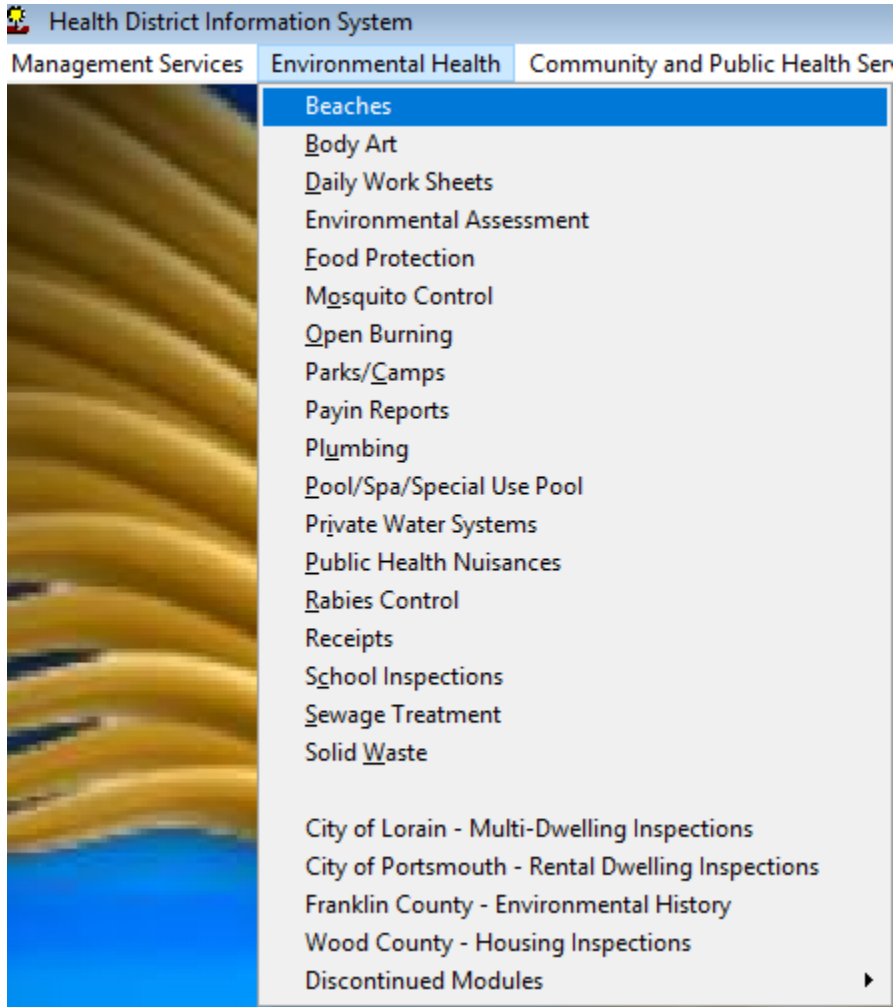 Health District Information System
Management Services Environmental Health Community and Public Health Ser
Beaches
Body Art
Daily Work Sheets
Environmental Assessment
Food Protection
Mosquito Control
Open Burning
Parks/Camps
Payin Reports
Plumbing
Pool/Spa/Special Use Pool
Private Water Systems
Public Health Nuisances
Rabies Control
Receipts
School Inspections
Sewage Treatment
Solid Waste
City of Lorain - Multi-Dwelling Inspections
City of Portsmouth - Rental Dwelling Inspections
Franklin County - Environmental History
Wood County - Housing Inspections
Discontinued Modules